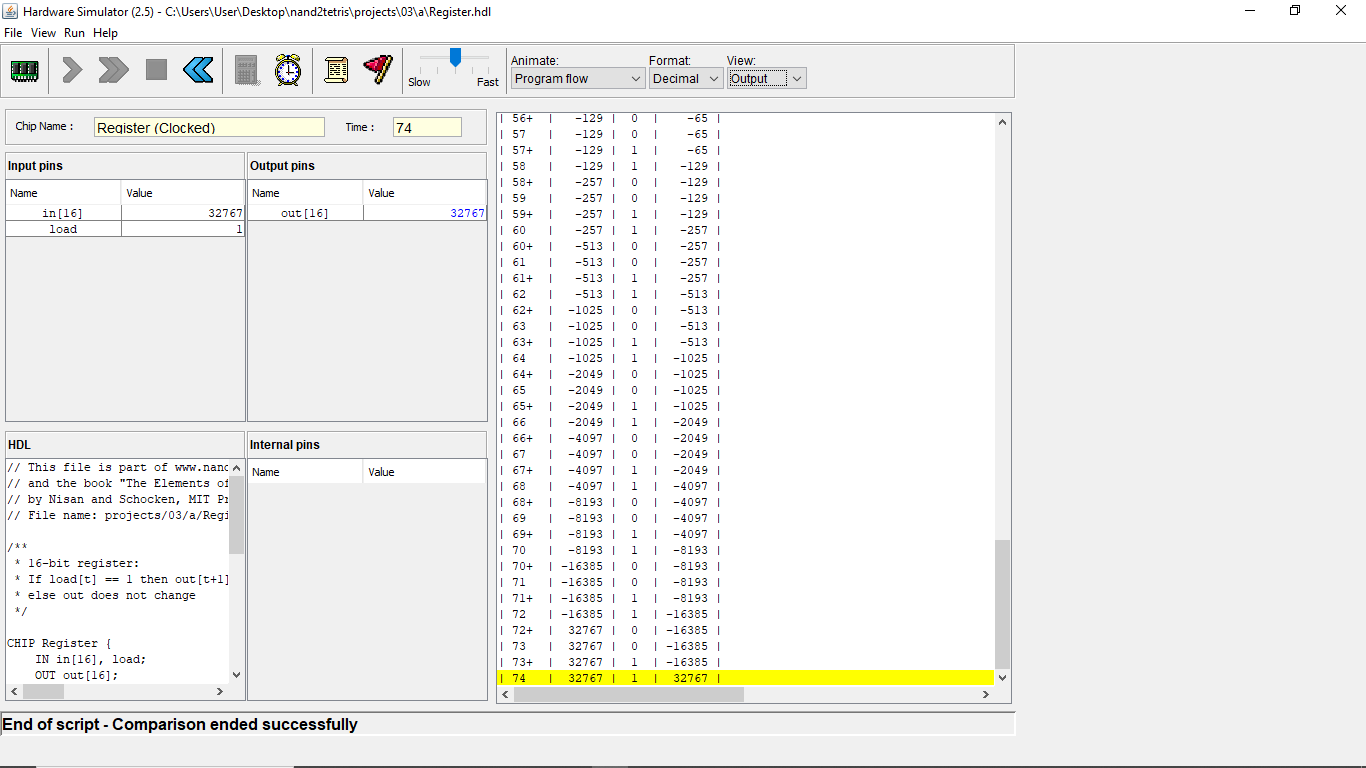 Hardware Simulator (2.5) - C:\Users\User\Desktop\nand2tetris\projects\03\a\Register.hdl
File View Run Help
Slow Fast
Animate: Format: View:
Program flow Decimal Output
Chip Name : Register (Clocked) Time : 74
Input pins
Name Value
in[16] 32767
load 1
Output pins
Name Value
out[16] 32767
HDL
// This file is part of www.nand
// and the book "The Elements of
// by Nisan and Schocken, MIT Pr
// File name: projects/03/a/Regi
/**
* 16-bit register:
* If load[t] == 1 then out[t+1]
* else out does not change
*/
CHIP Register {
IN in[16], load;
OUT out[16];
Internal pins
Name Value
| 56+ | -129 | 0 | -65 |
| 57 | -129 | 0 | -65 |
| 57+ | -129 | 1 | -65 |
| 58 | -129 | 1 | -129 |
| 58+ | -257 | 0 | -129 |
| 59 | -257 | 0 | -129 |
| 59+ | -257 | 1 | -129 |
| 60 | -257 | 1 | -257 |
| 60+ | -513 | 0 | -257 |
| 61 | -513 | 0 | -257 |
| 61+ | -513 | 1 | -257 |
| 62 | -513 | 1 | -513 |
| 62+ | -1025 | 0 | -513 |
| 63 | -1025 | 0 | -513 |
| 63+ | -1025 | 1 | -513 |
| 64 | -1025 | 1 | -1025 |
| 64+ | -2049 | 0 | -1025 |
| 65 | -2049 | 0 | -1025 |
| 65+ | -2049 | 1 | -1025 |
| 66 | -2049 | 1 | -2049 |
| 66+ | -4097 | 0 | -2049 |
| 67 | -4097 | 0 | -2049 |
| 67+ | -4097 | 1 | -2049 |
| 68 | -4097 | 1 | -4097 |
| 68+ | -8193 | 0 | -4097 |
| 69 | -8193 | 0 | -4097 |
| 69+ | -8193 | 1 | -4097 |
| 70 | -8193 | 1 | -8193 |
| 70+ | -16385 | 0 | -8193 |
| 71 | -16385 | 0 | -8193 |
| 71+ | -16385 | 1 | -8193 |
| 72 | -16385 | 1 | -16385 |
| 72+ | 32767 | 0 | -16385 |
| 73 | 32767 | 0 | -16385 |
| 73+ | 32767 | 1 | -16385 |
| 74 | 32767 | 1 | 32767 |
End of script - Comparison ended successfully